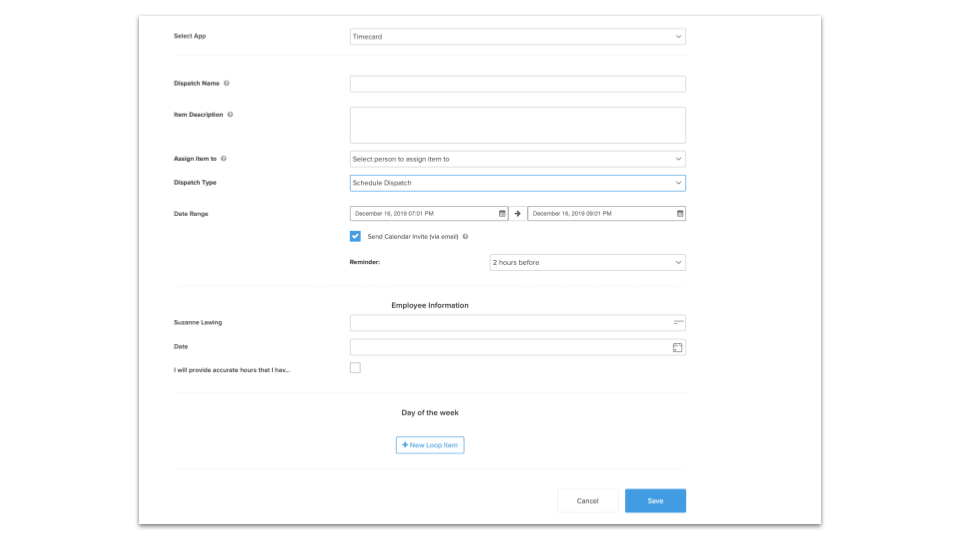 Select App
Timecard
Dispatch Name
Item Description
Assign item to
Select person to assign item to
Dispatch Type
Schedule Dispatch
Date Range
December 16, 2019 07:01 PM
December 16, 2019 09:01 PM
Send Calendar Invite (via email)
Reminder:
2 hours before
Employee Information
Suzanne Lewing
Date
I will provide accurate hours that I hav...
Day of the week
+ New Loop Item
Cancel
Save